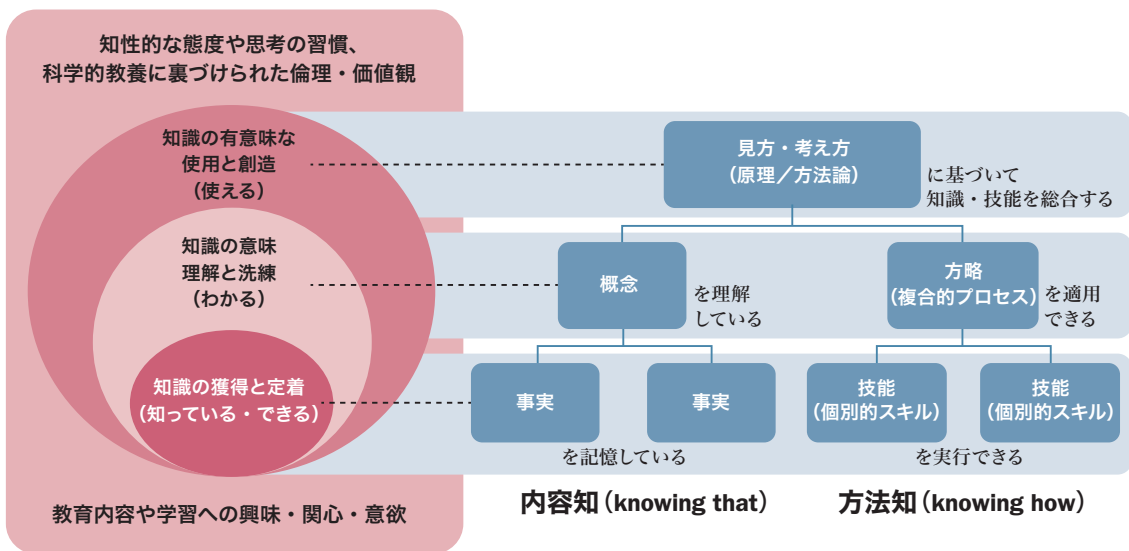 知性的な態度や思考の習慣、
科学的教養に裏づけられた倫理・価値観
知識の有意味な
使用と創造
（使える）
知識の意味
理解と洗練
（わかる）
知識の獲得と定着
（知っている・できる）
教育内容や学習への興味・関心・意欲
見方・考え方
（原理／方法論）
に基づいて
知識・技能を総合する
概念
を理解
している
方略
（複合的プロセス）
を適用
できる
事実
事実
技能
（個別的スキル）
技能
（個別的スキル）
を記憶している
を実行できる
内容知（knowing that）
方法知（knowing how）